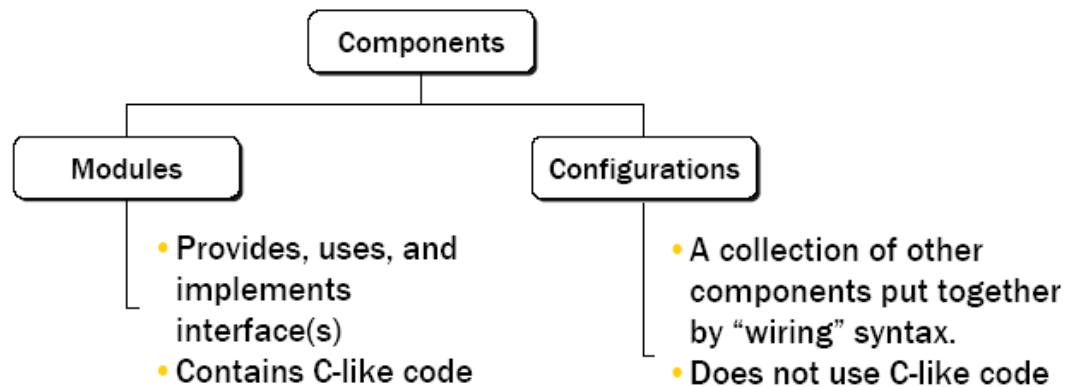 Components
Modules
Configurations
• Provides, uses, and
implements
interface(s)
• Contains C-like code
• A collection of other
components put together
by “wiring” syntax.
• Does not use C-like code